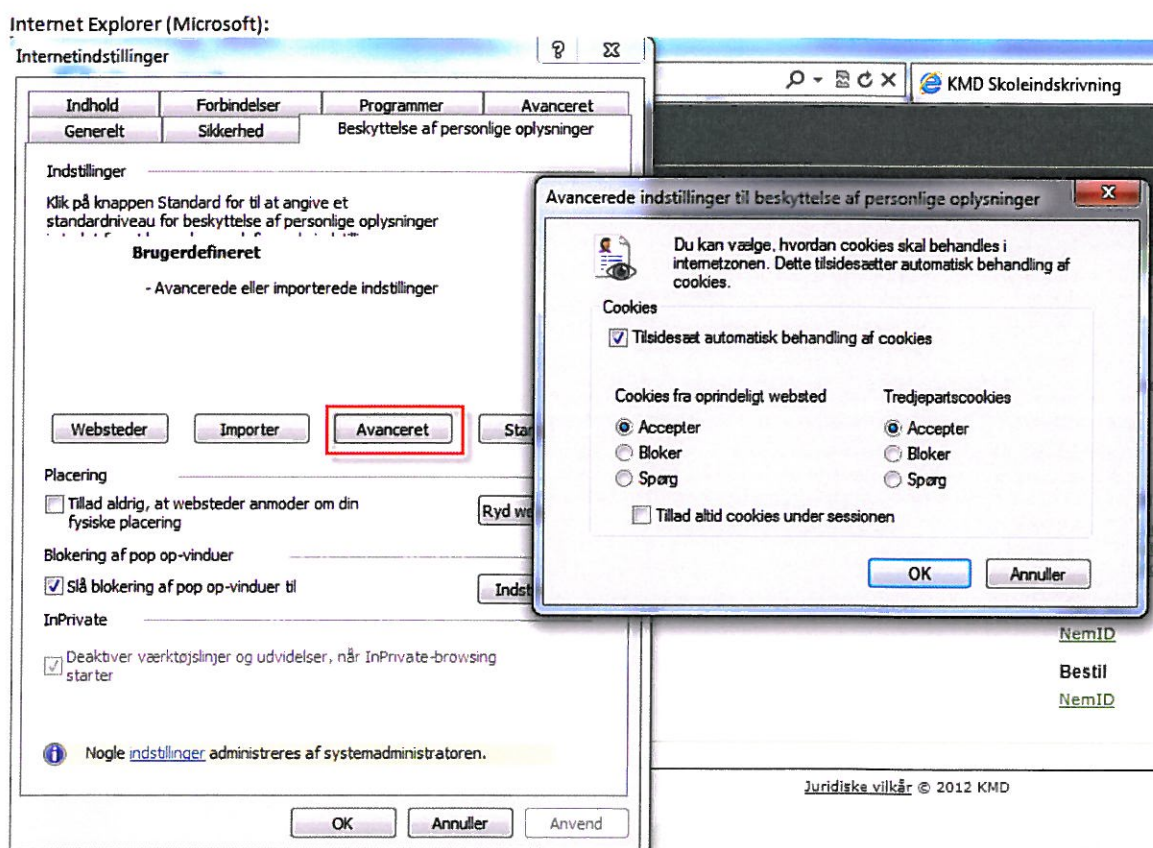 Internet Explorer (Microsoft):
Internetindstillinger
KMD Skoleindskrivning
Indhold Forbindelser Programmer Avanceret
Generelt Sikkerhed Beskyttelse af personlige oplysninger
Indstillinger
Klik på knappen Standard for til at angive et
standardniveau for beskyttelse af personlige oplysninger
Brugerdefineret
- Avancerede eller importerede indstillinger
Websteder Importer Avanceret
Placering
Tillad aldrig, at websteder anmoder om din
fysiske placering
Ryd
Blokering af pop op-vinduer
Slå blokering af pop op-vinduer til
InPrivate
Deaktiver værktøjslinjer og udvidelser, når InPrivate-browsing
starter
Nogle indstillinger administreres af systemadministratoren.
OK Annuller Anvend
Avancerede indstillinger til beskyttelse af personlige oplysninger
Du kan vælge, hvordan cookies skal behandles i
internetzonen. Dette tilsidesætter automatisk behandling af
cookies.
Cookies
Tilsidesæt automatisk behandling af cookies
Cookies fra oprindeligt websted Tredjepartscookies
Accepter Accepter
Bloker Bloker
Spørg Spørg
Tillad altid cookies under sessionen
OK Annuller
NemID
Bestil
NemID
Juridiske vilkår © 2012 KMD